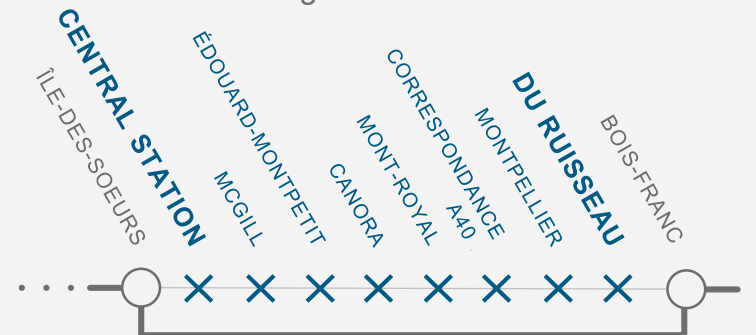 ÎLE-DES-SOEURS
CENTRAL STATION
MCGILL
ÉDOUARD-MONTPETIT
CANORA
MONT-ROYAL
CORRESPONDANCE
A40
MONTPELLIER
DU RUISSEAU
BOIS-FRANC